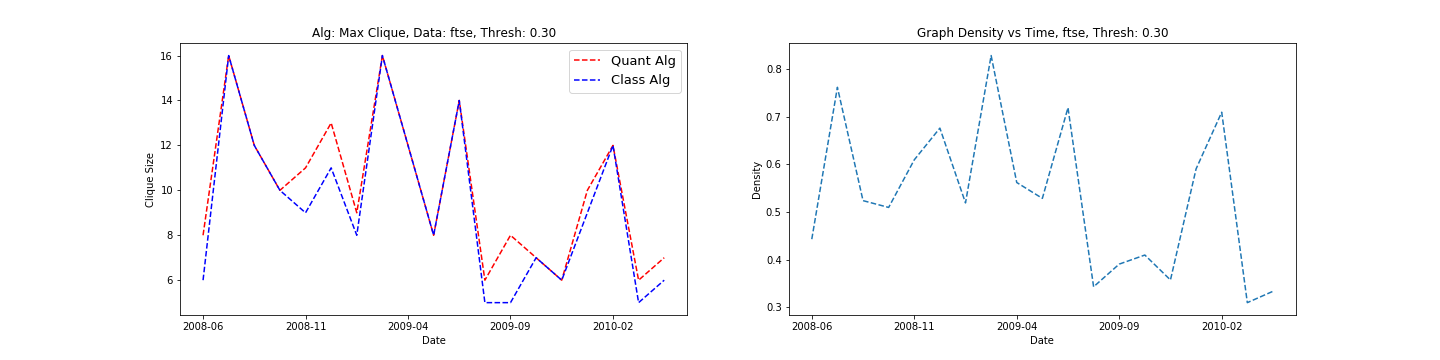 Alg: Max Clique, Data: ftse, Thresh: 0.30
Quant Alg
Class Alg
16
14
12
10
8
6
Clique Size
2008-06
2008-11
2009-04
2009-09
2010-02
Date
Graph Density vs Time, ftse, Thresh: 0.30
0.8
0.7
0.6
0.5
0.4
0.3
Density
2008-06
2008-11
2009-04
2009-09
2010-02
Date